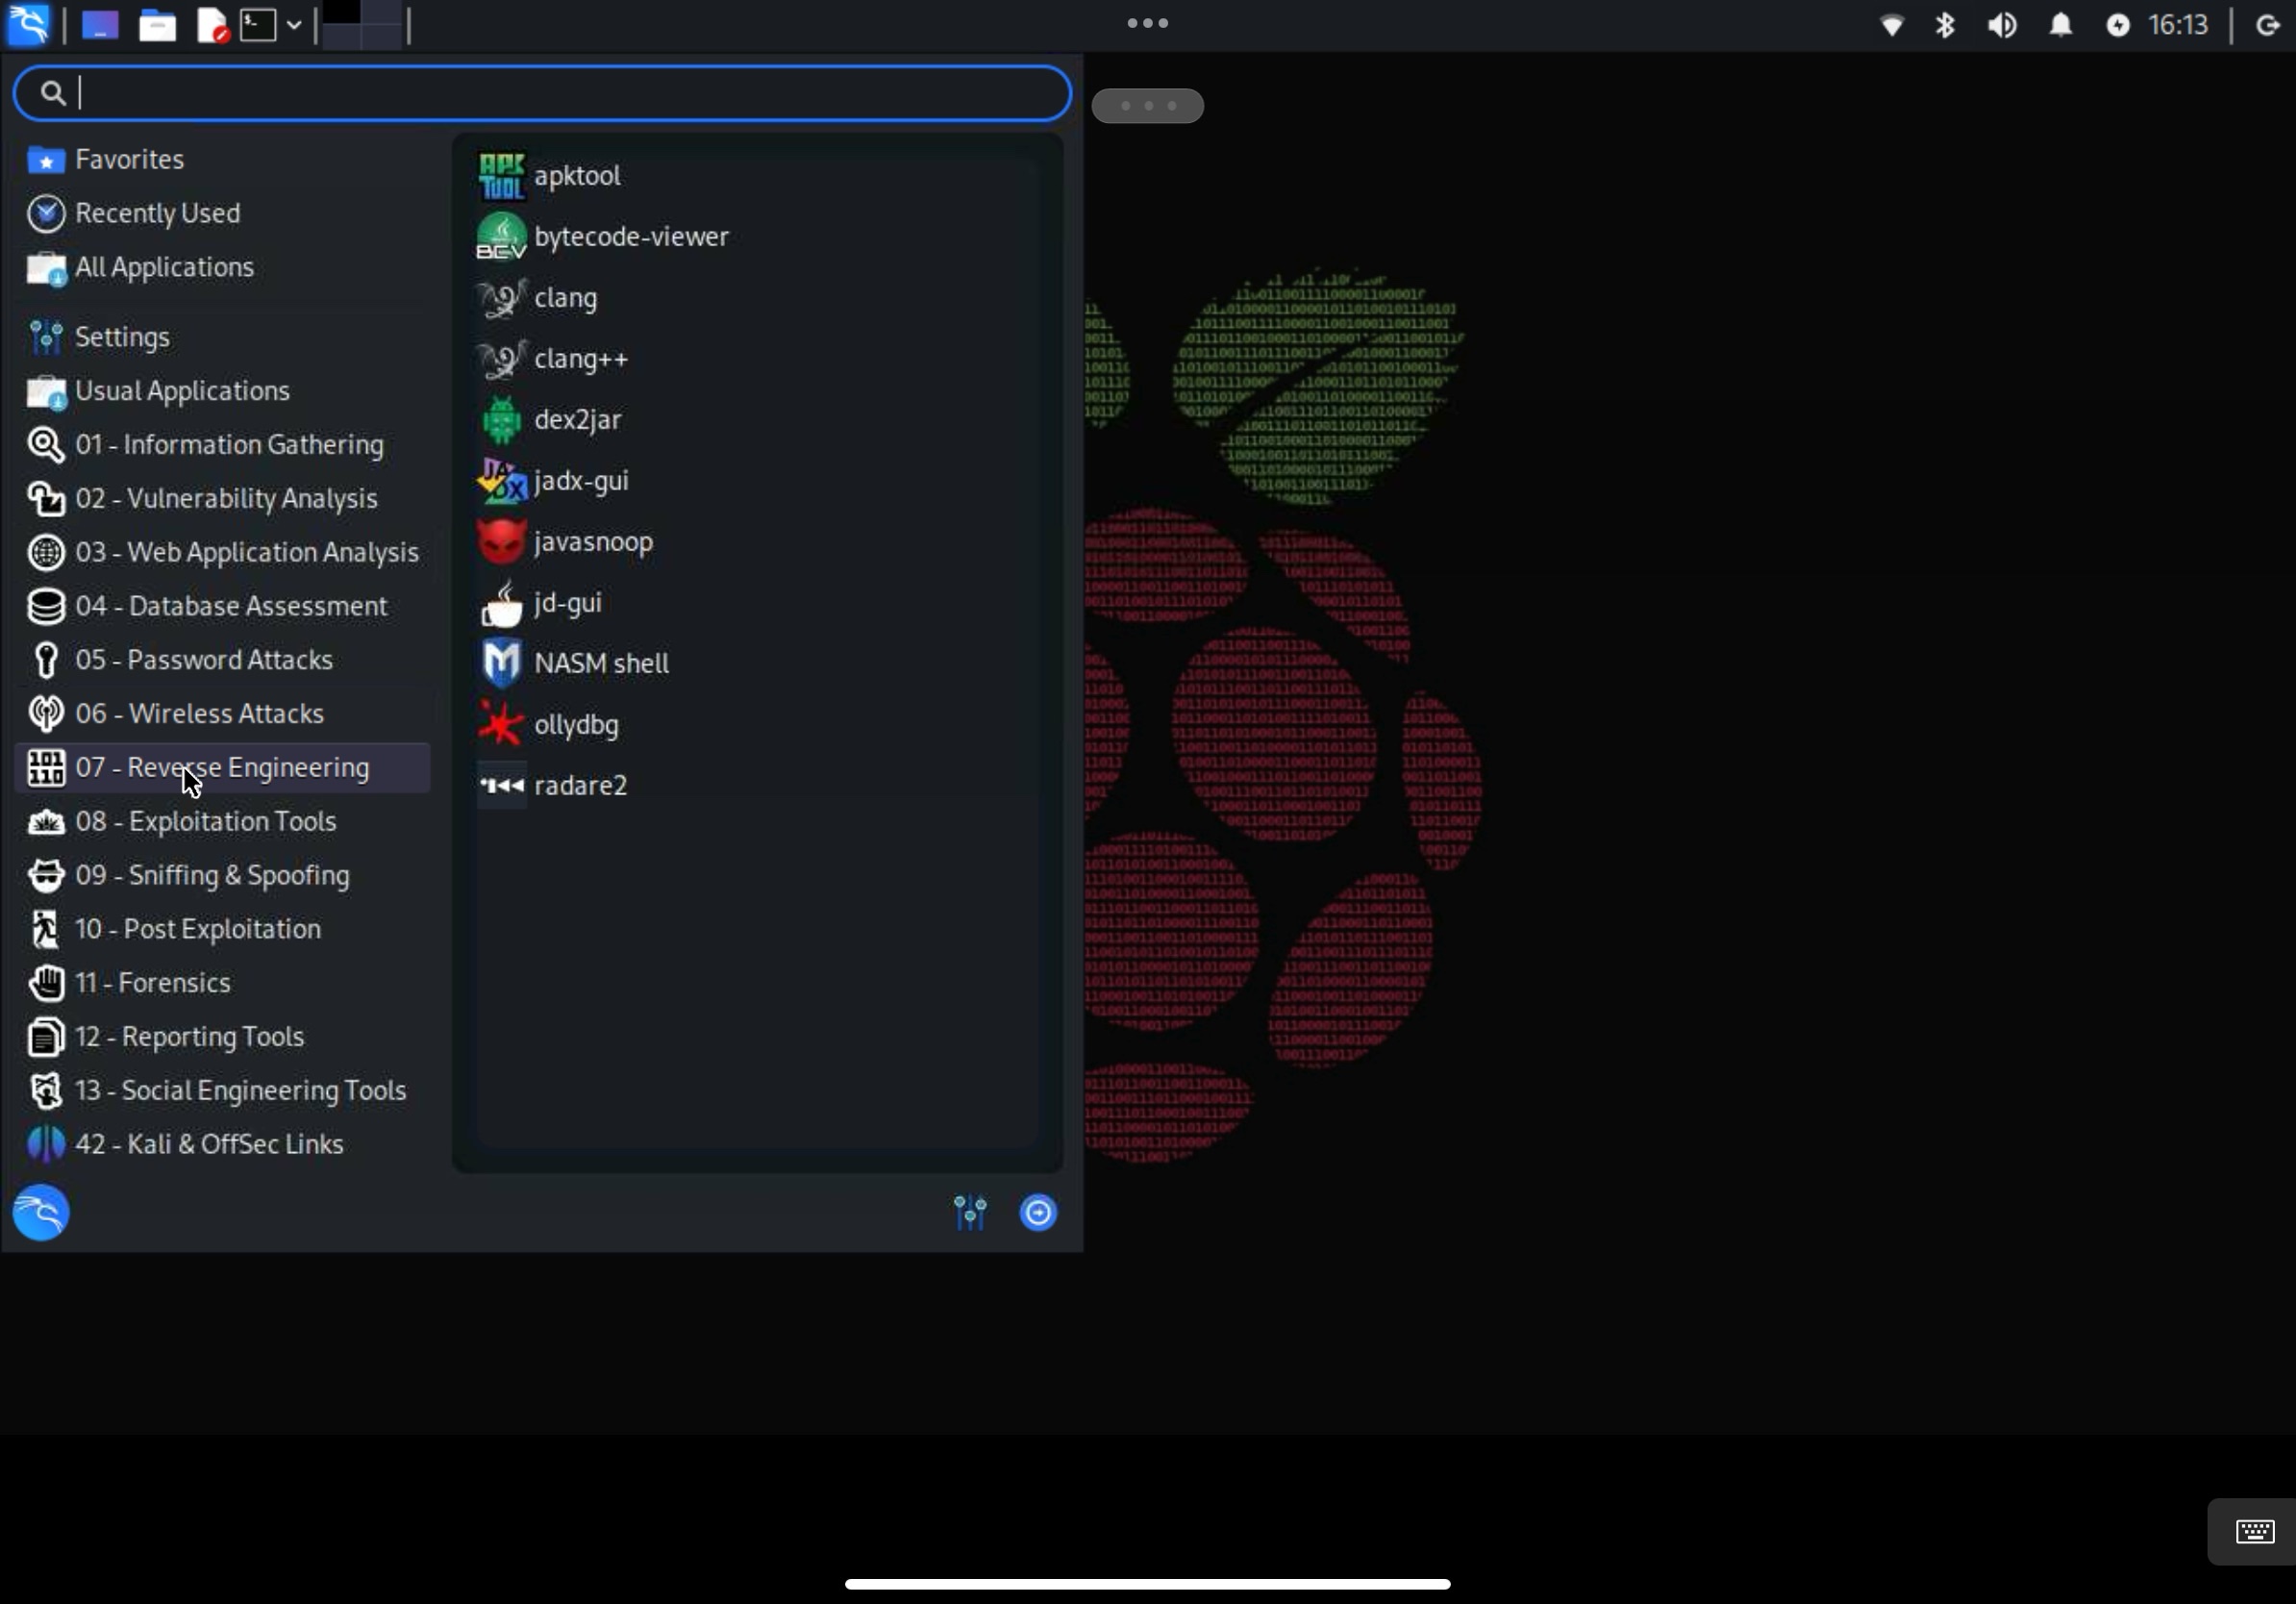 16:13
Favorites
Recently Used
All Applications
Settings
Usual Applications
01 - Information Gathering
02 - Vulnerability Analysis
03 - Web Application Analysis
04 - Database Assessment
05 - Password Attacks
06 - Wireless Attacks
07 - Reverse Engineering
08 - Exploitation Tools
09 - Sniffing & Spoofing
10 - Post Exploitation
11 - Forensics
12 - Reporting Tools
13 - Social Engineering Tools
42 - Kali & OffSec Links
apktool
bytecode-viewer
clang
clang++
dex2jar
jadx-gui
javasnoop
jd-gui
NASM shell
ollydbg
radare2